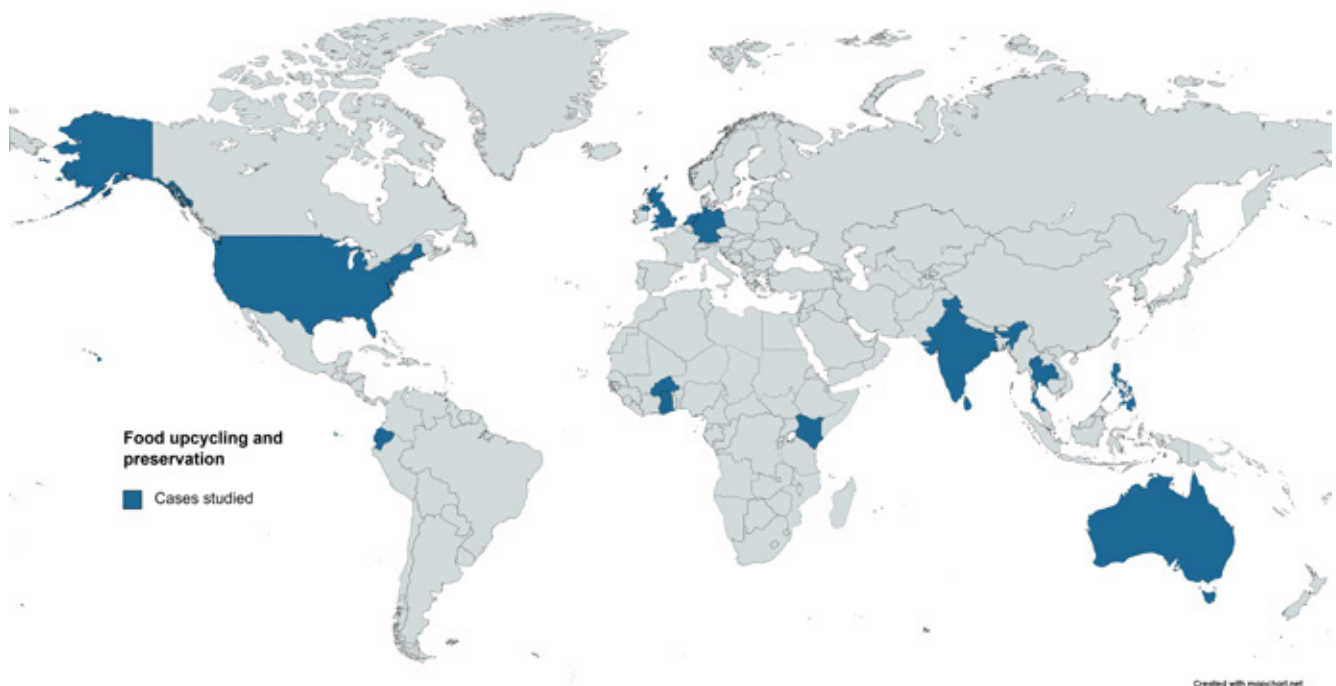 Food upcycling and
preservation
Cases studied
Created with mapchart.net